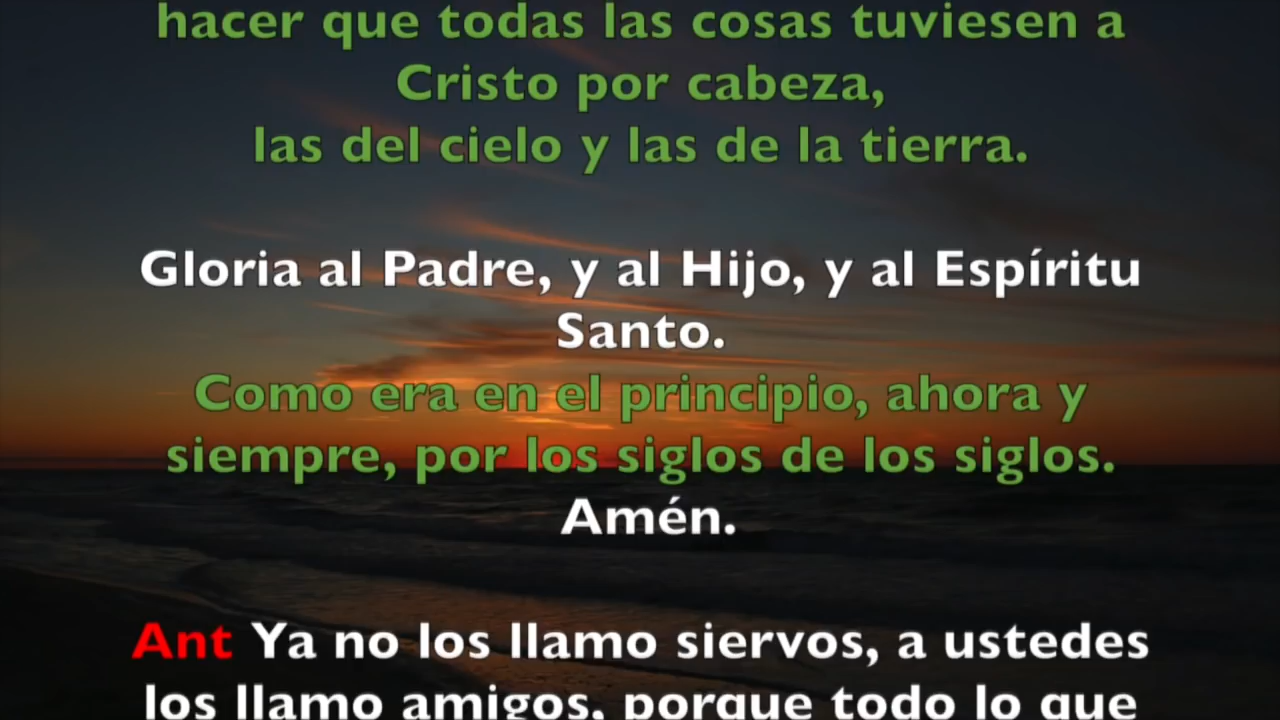 hacer que todas las cosas tuviesen a
Cristo por cabeza,
las del cielo y las de la tierra.
Gloria al Padre, y al Hijo, y al Espíritu
Santo.
Como era en el principio, ahora y
siempre, por los siglos de los siglos.
Amén.
Ant Ya no los llamo siervos, a ustedes
los llamo amigos, porque todo lo que